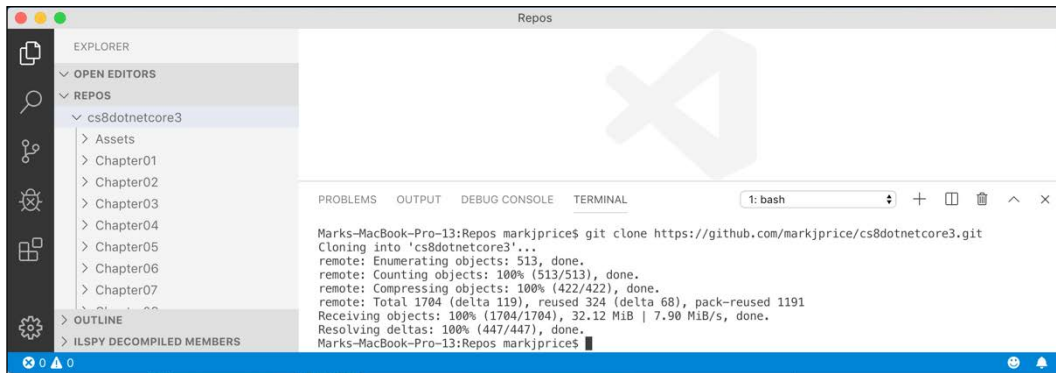 Repos
EXPLORER
OPEN EDITORS
REPOS
cs8dotnetcore3
Assets
Chapter01
Chapter02
Chapter03
Chapter04
Chapter05
Chapter06
Chapter07
OUTLINE
ILSPY DECOMPILED MEMBERS
PROBLEMS OUTPUT DEBUG CONSOLE TERMINAL 1: bash
Marks-MacBook-Pro-13:Repos markjprice$ git clone https://github.com/markjprice/cs8dotnetcore3.git
Cloning into 'cs8dotnetcore3'...
remote: Enumerating objects: 513, done.
remote: Counting objects: 100% (513/513), done.
remote: Compressing objects: 100% (422/422), done.
remote: Total 1704 (delta 119), reused 324 (delta 68), pack-reused 1191
Receiving objects: 100% (1704/1704), 32.12 MiB | 7.90 MiB/s, done.
Resolving deltas: 100% (447/447), done.
Marks-MacBook-Pro-13:Repos markjprice$
0 0